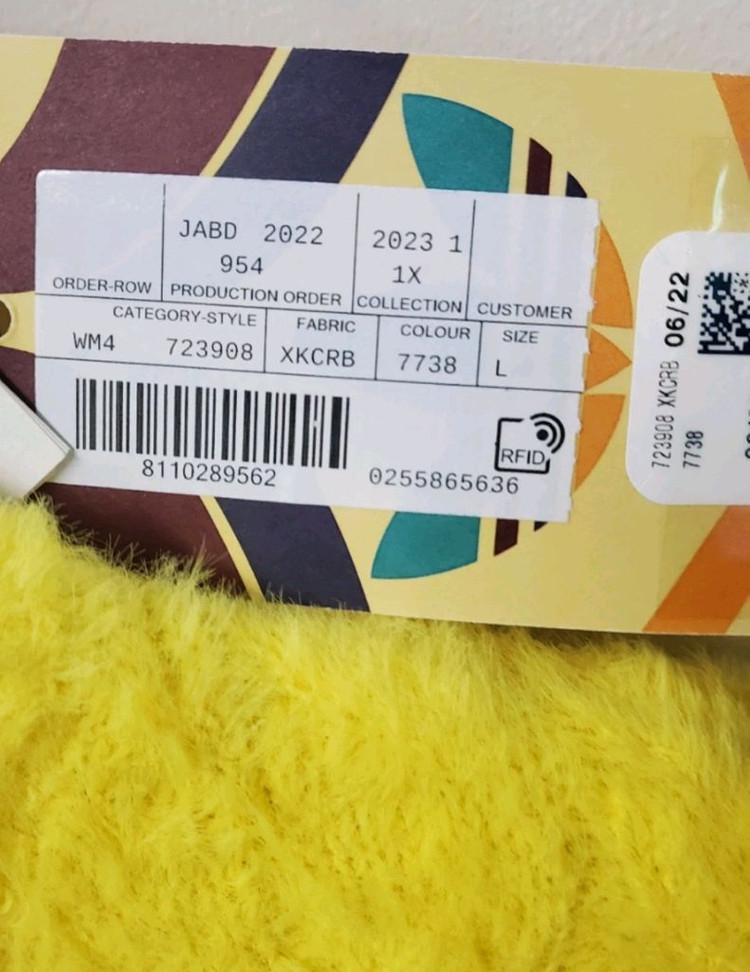 JABD 2022
954
2023 1
1X
ORDER-ROW
PRODUCTION ORDER
COLLECTION
CUSTOMER
CATEGORY-STYLE
FABRIC
COLOUR
SIZE
WM4 723908
XKCRB
7738
L
8110289562
0255865636
RFID
723908 XKCRB 06/22
7738